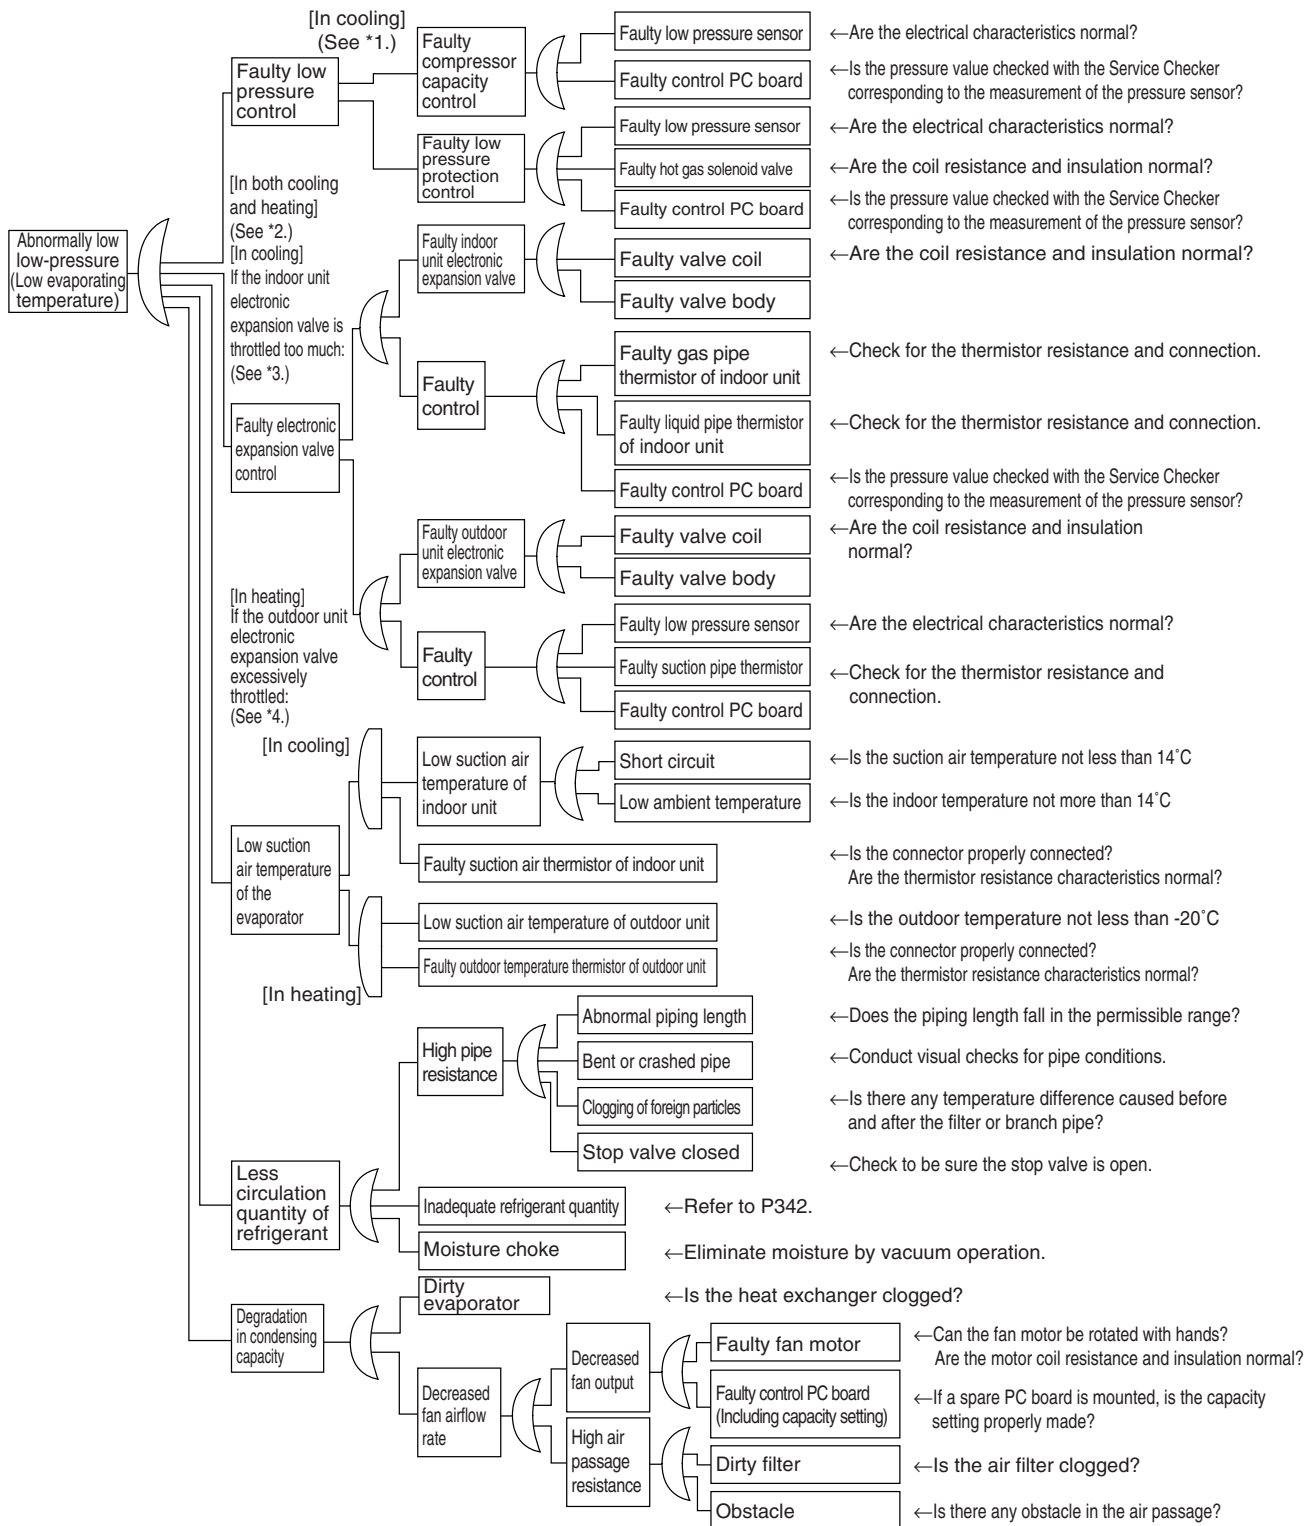 [In cooling]
(See *1.)
Abnormally low
low-pressure
(Low evaporating
temperature)
Faulty low
pressure
control
Faulty
compressor
capacity
control
Faulty low pressure sensor
←Are the electrical characteristics normal?
Faulty control PC board
←Is the pressure value checked with the Service Checker
corresponding to the measurement of the pressure sensor?
Faulty low
pressure
protection
control
Faulty low pressure sensor
←Are the electrical characteristics normal?
Faulty hot gas solenoid valve
←Are the coil resistance and insulation normal?
Faulty control PC board
←Is the pressure value checked with the Service Checker
corresponding to the measurement of the pressure sensor?
[In both cooling
and heating]
(See *2.)
[In cooling]
If the indoor unit
electronic
expansion valve is
throttled too much:
(See *3.)
Faulty electronic
expansion valve
control
Faulty indoor
unit electronic
expansion valve
Faulty valve coil
←Are the coil resistance and insulation normal?
Faulty valve body
Faulty
control
Faulty gas pipe
thermistor of indoor unit
←Check for the thermistor resistance and connection.
Faulty liquid pipe thermistor
of indoor unit
←Check for the thermistor resistance and connection.
Faulty control PC board
←Is the pressure value checked with the Service Checker
corresponding to the measurement of the pressure sensor?
Faulty outdoor
unit electronic
expansion valve
Faulty valve coil
←Are the coil resistance and insulation
normal?
Faulty valve body
[In heating]
If the outdoor unit
electronic
expansion valve
excessively
throttled:
(See *4.)
Faulty
control
Faulty low pressure sensor
←Are the electrical characteristics normal?
Faulty suction pipe thermistor
←Check for the thermistor resistance and
connection.
Faulty control PC board
[In cooling]
Low suction
air temperature
of the
evaporator
Low suction air
temperature of
indoor unit
Short circuit
←Is the suction air temperature not less than 14˚C
Low ambient temperature
←Is the indoor temperature not more than 14˚C
Faulty suction air thermistor of indoor unit
←Is the connector properly connected?
Are the thermistor resistance characteristics normal?
Low suction air temperature of outdoor unit
←Is the outdoor temperature not less than -20˚C
Faulty outdoor temperature thermistor of outdoor unit
←Is the connector properly connected?
Are the thermistor resistance characteristics normal?
[In heating]
Less
circulation
quantity of
refrigerant
High pipe
resistance
Abnormal piping length
←Does the piping length fall in the permissible range?
Bent or crashed pipe
←Conduct visual checks for pipe conditions.
Clogging of foreign particles
←Is there any temperature difference caused before
and after the filter or branch pipe?
Stop valve closed
←Check to be sure the stop valve is open.
Inadequate refrigerant quantity
←Refer to P342.
Moisture choke
←Eliminate moisture by vacuum operation.
Degradation
in condensing
capacity
Dirty
evaporator
←Is the heat exchanger clogged?
Decreased
fan airflow
rate
Decreased
fan output
Faulty fan motor
←Can the fan motor be rotated with hands?
Are the motor coil resistance and insulation normal?
Faulty control PC board
(Including capacity setting)
←If a spare PC board is mounted, is the capacity
setting properly made?
High air
passage
resistance
Dirty filter
←Is the air filter clogged?
Obstacle
←Is there any obstacle in the air passage?